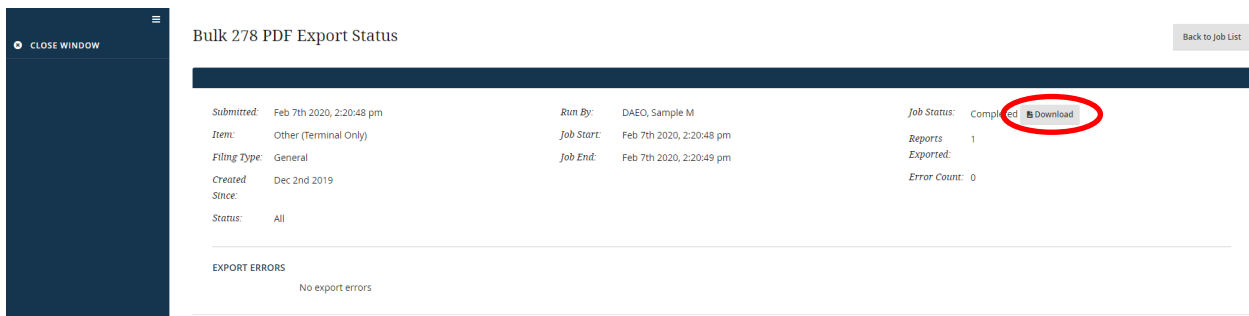 CLOSE WINDOW
Bulk 278 PDF Export Status
Back to Job List
Submitted: Feb 7th 2020, 2:20:48 pm
Item: Other (Terminal Only)
Filing Type: General
Created Since: Dec 2nd 2019
Status: All
Run By: DAEO, Sample M
Job Start: Feb 7th 2020, 2:20:48 pm
Job End: Feb 7th 2020, 2:20:49 pm
Job Status: Completed Download
Reports Exported: 1
Error Count: 0
EXPORT ERRORS
No export errors